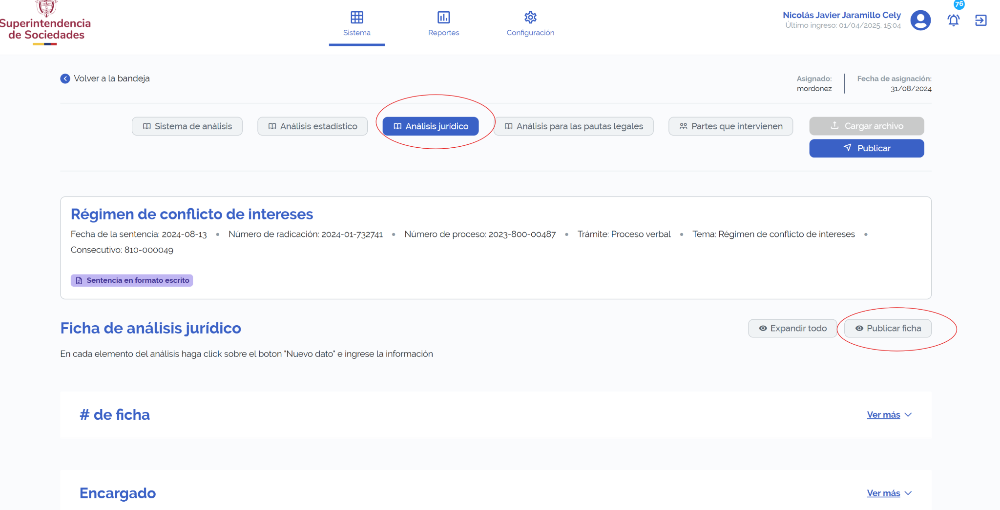 Superintendencia
de Sociedades
Sistema
Reportes
Configuración
Nicolás Javier Jaramillo Cely
Último ingreso: 01/04/2025, 15:04
76
Volver a la bandeja
Asignado:
mordonez
Fecha de asignación:
31/08/2024
Sistema de análisis
Análisis estadístico
Análisis jurídico
Análisis para las pautas legales
Partes que intervienen
Cargar archivo
Publicar
Régimen de conflicto de intereses
Fecha de la sentencia: 2024-08-13 • Número de radicación: 2024-01-732741 • Número de proceso: 2023-800-00487 • Trámite: Proceso verbal • Tema: Régimen de conflicto de intereses •
Consecutivo: 810-000049
Sentencia en formato escrito
Ficha de análisis jurídico
Expandir todo
Publicar ficha
En cada elemento del análisis haga click sobre el boton "Nuevo dato" e ingrese la información
# de ficha
Ver más
Encargado
Ver más